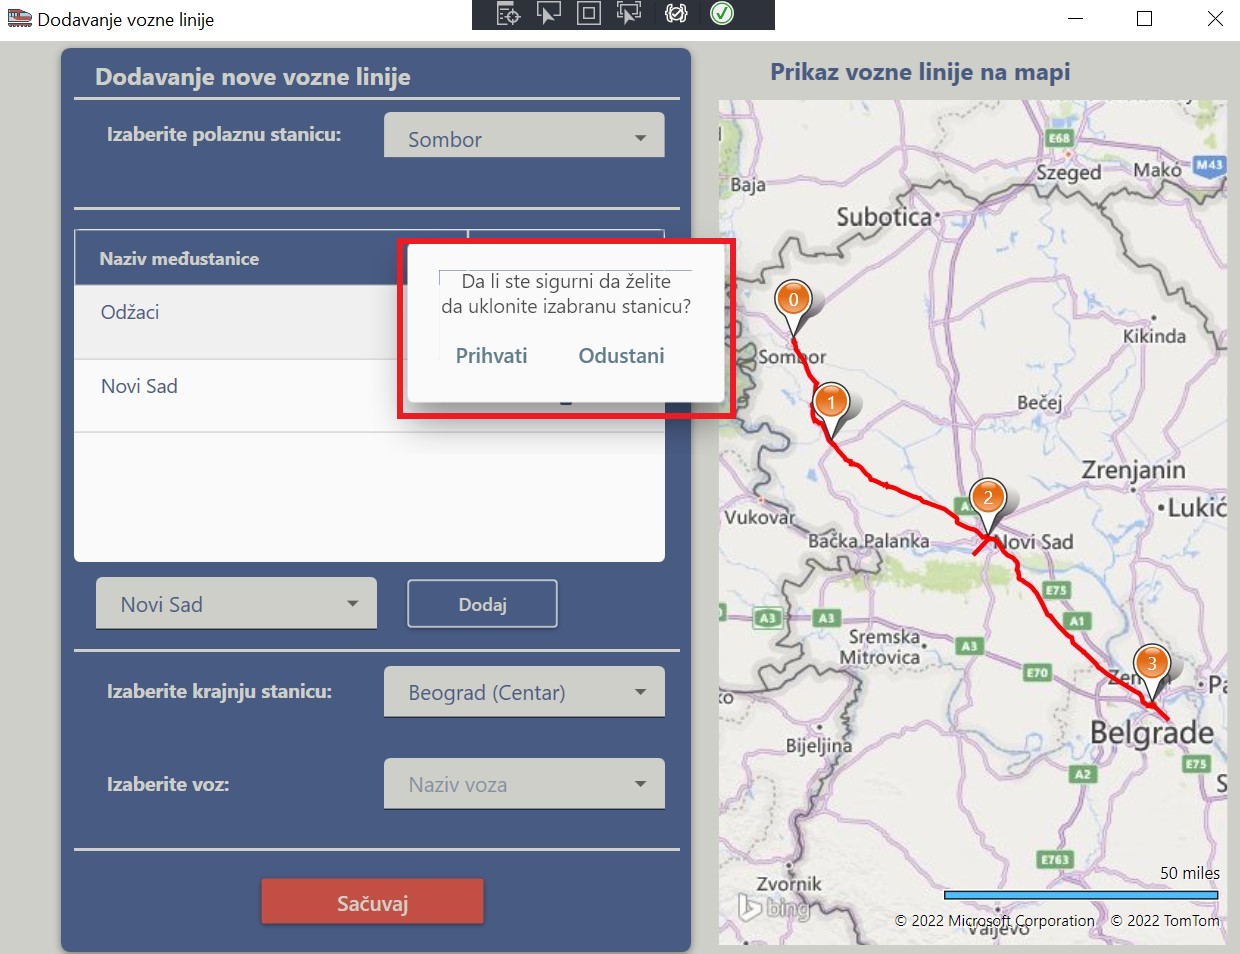 Dodavanje vozne linije
Dodavanje nove vozne linije
Izaberite polaznu stanicu:
Sombor
Naziv međustanice
Odžaci
Novi Sad
Da li ste sigurni da želite
da uklonite izabranu stanicu?
Prihvati
Odustani
Novi Sad
Dodaj
Izaberite krajnju stanicu:
Beograd (Centar)
Izaberite voz:
Naziv voza
Sačuvaj
Prikaz vozne linije na mapi
E68
Baja
Szeged
Makó
M43
Subotica
0
Kikinda
Sombor
1
Bečej
Zrenjanin
2
Lukić
Vukovar
Bačka Palanka
Novi Sad
E75
A3
A3
A1
Sremska
Mitrovica
A3
E70
3
Belgrade
Bijeljina
E75
A2
E763
50 miles
Zvornik
bing
© 2022 Microsoft Corporation
© 2022 TomTom
Valjevo